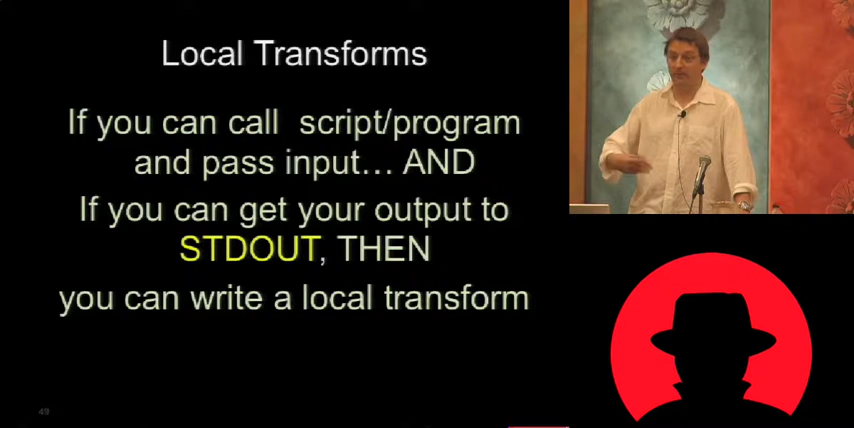 Local Transforms
If you can call script/program
and pass input... AND
If you can get your output to
STDOUT, THEN
you can write a local transform
49